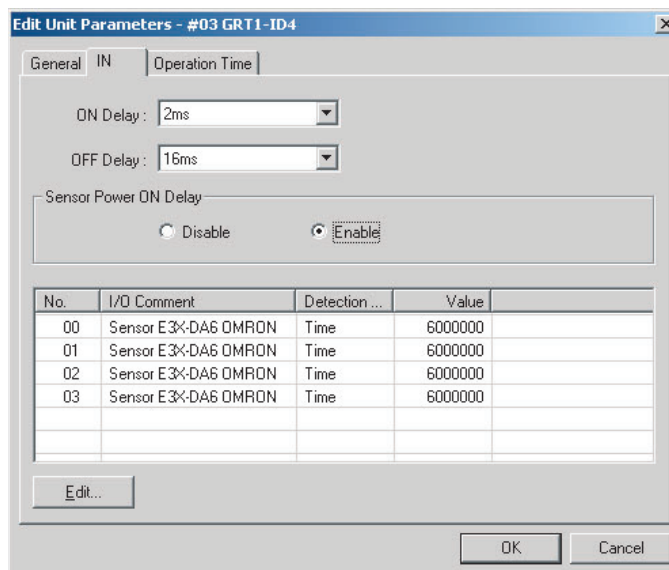 Edit Unit Parameters - #03 GRT1-ID4
General IN Operation Time
ON Delay : 2ms
OFF Delay : 16ms
Sensor Power ON Delay
Disable Enable
No. I/O Comment Detection ... Value
00 Sensor E3X-DA6 OMRON Time 6000000
01 Sensor E3X-DA6 OMRON Time 6000000
02 Sensor E3X-DA6 OMRON Time 6000000
03 Sensor E3X-DA6 OMRON Time 6000000
Edit...
OK Cancel